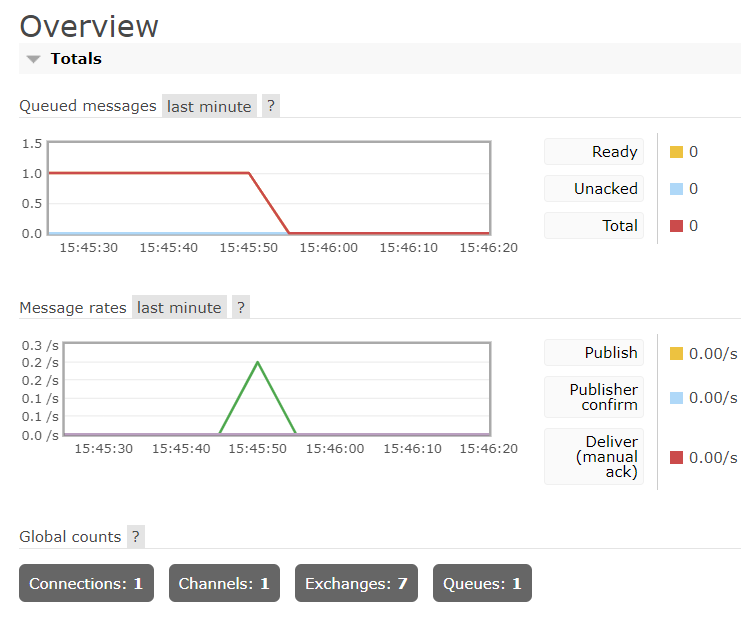 Overview
Totals
Queued messages last minute ?
1.5
1.0
0.5
0.0
15:45:30 15:45:40 15:45:50 15:46:00 15:46:10 15:46:20
Ready 0
Unacked 0
Total 0
Message rates last minute ?
0.3 /s
0.2 /s
0.2 /s
0.1 /s
0.1 /s
0.0 /s
15:45:30 15:45:40 15:45:50 15:46:00 15:46:10 15:46:20
Publish 0.00/s
Publisher
confirm 0.00/s
Deliver
(manual 0.00/s
ack)
Global counts ?
Connections: 1 Channels: 1 Exchanges: 7 Queues: 1